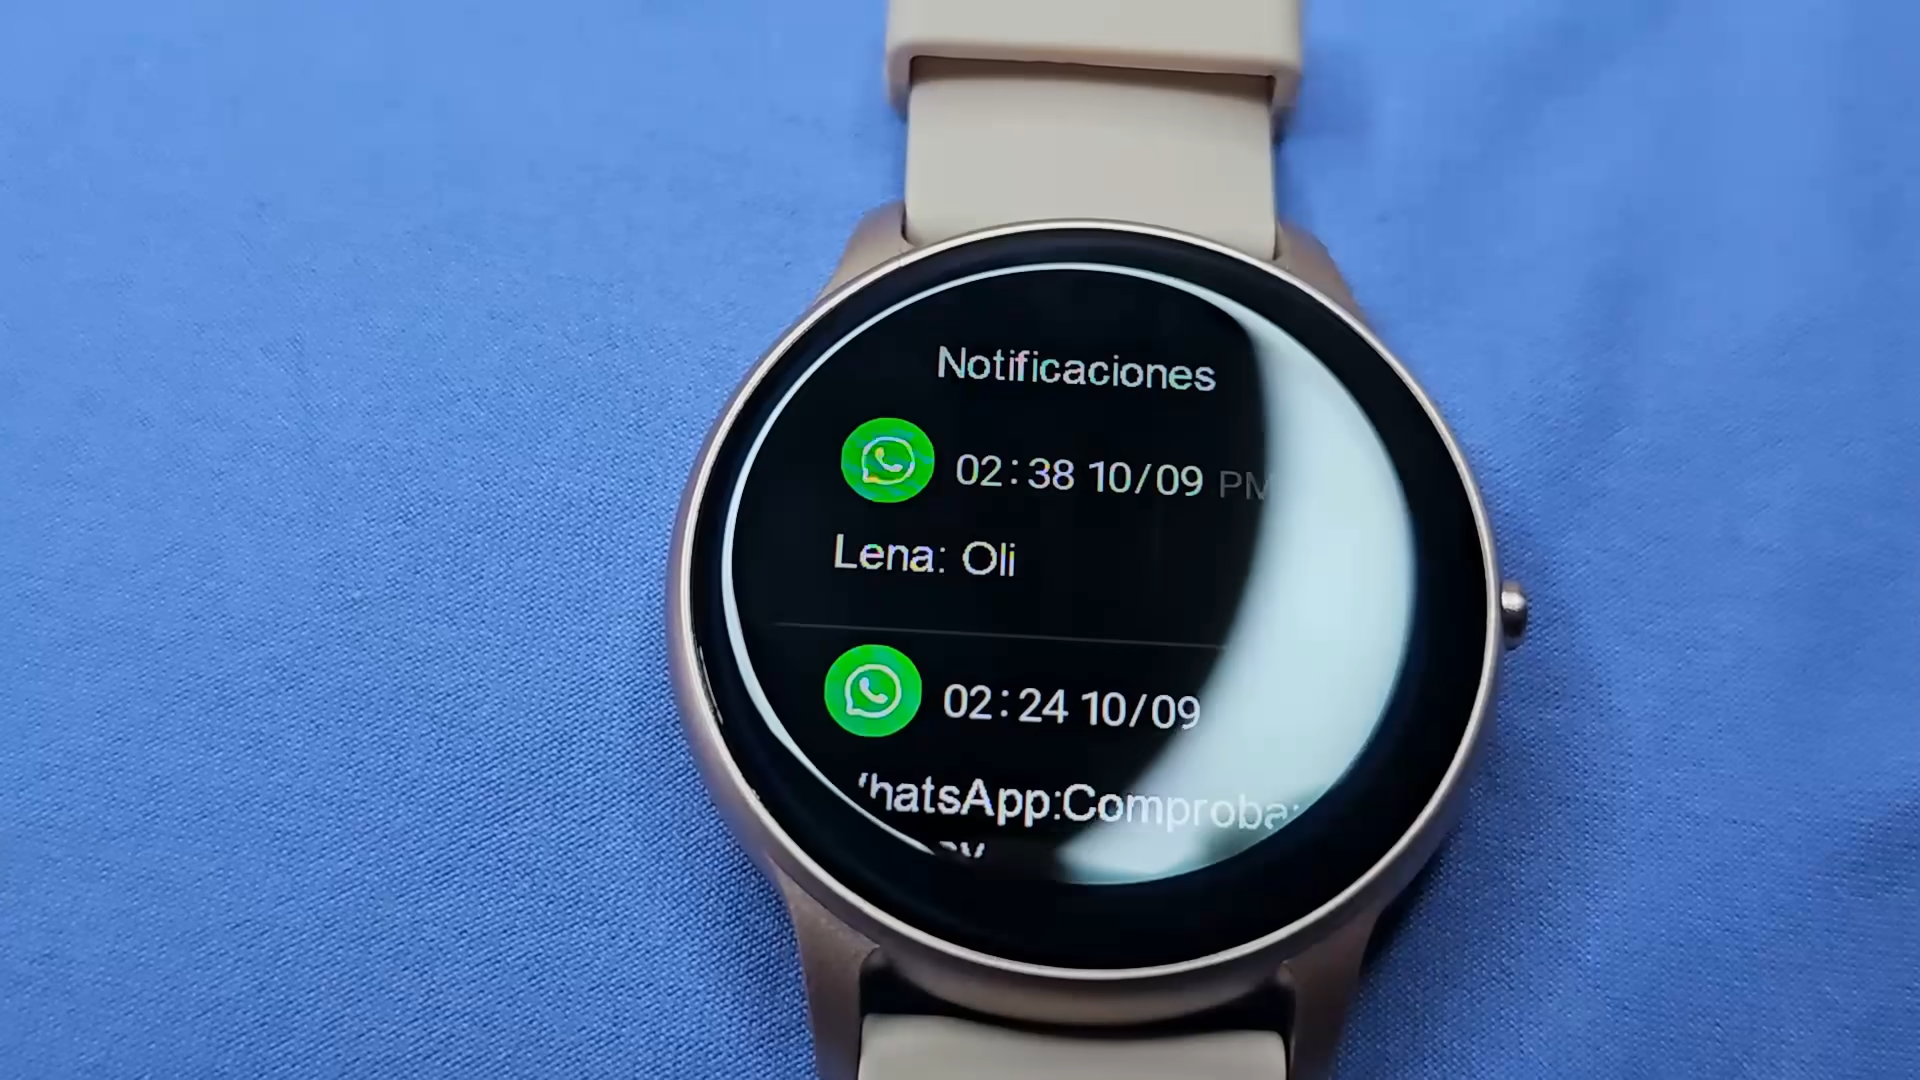 Notificaciones
02:38 10/09 PM
Lena: Oli
02:24 10/09
hatsApp:Comproba